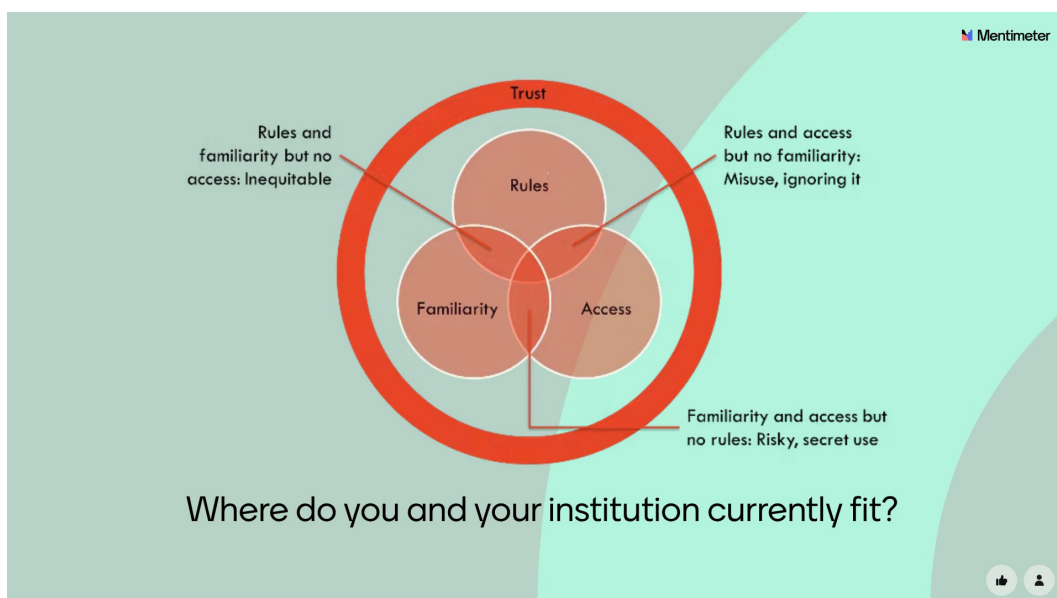 Mentimeter
Trust
Rules and
familiarity but no
access: Inequitable
Rules and access
but no familiarity:
Misuse, ignoring it
Rules
Familiarity
Access
Familiarity and access but
no rules: Risky, secret use
Where do you and your institution currently fit?